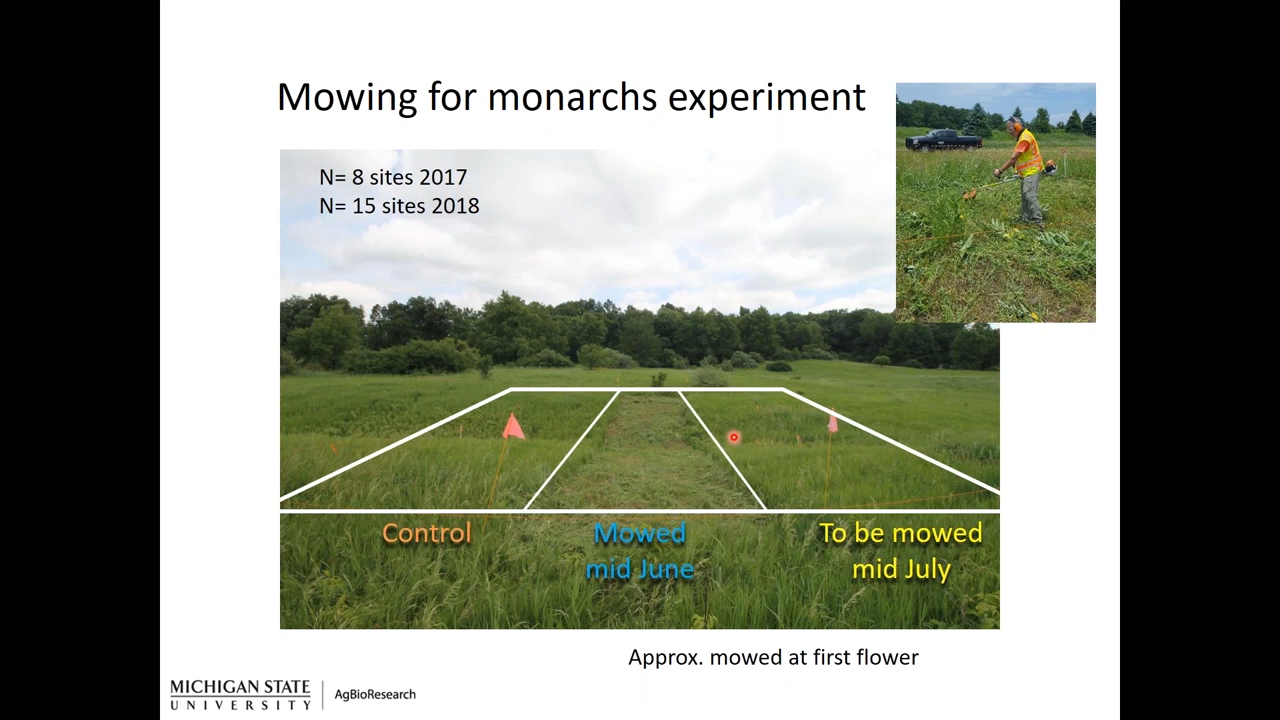 Mowing for monarchs experiment
N= 8 sites 2017
N= 15 sites 2018
Control
Mowed
mid June
To be mowed
mid July
Approx. mowed at first flower
MICHIGAN STATE
UNIVERSITY
AgBioResearch